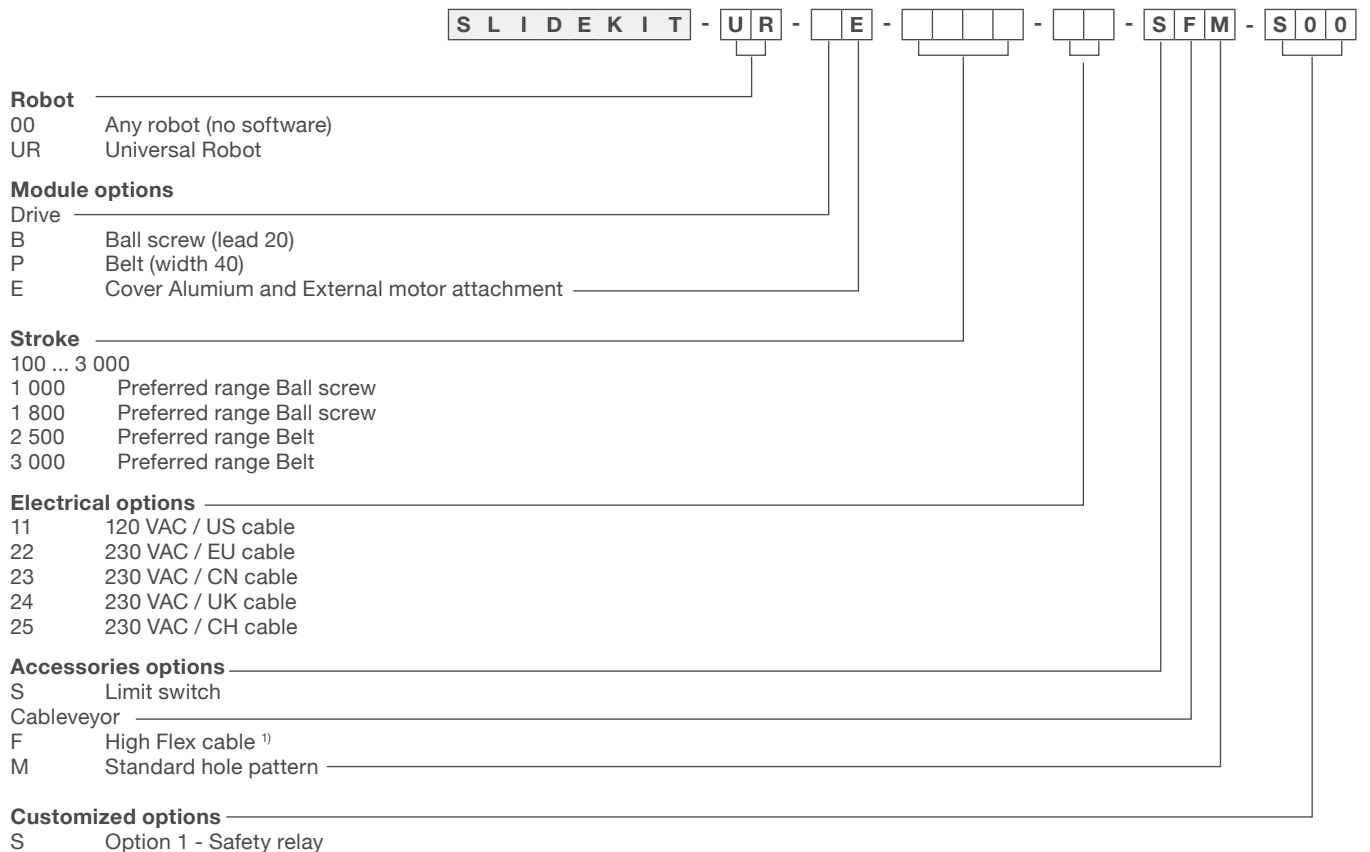 SLIDEKIT - UR - E - - - SFM - S00
Robot
00 Any robot (no software)
UR Universal Robot
Module options
Drive
B Ball screw (lead 20)
P Belt (width 40)
E Cover Alumium and External motor attachment
Stroke
100 ... 3 000
1 000 Preferred range Ball screw
1 800 Preferred range Ball screw
2 500 Preferred range Belt
3 000 Preferred range Belt
Electrical options
11 120 VAC / US cable
22 230 VAC / EU cable
23 230 VAC / CN cable
24 230 VAC / UK cable
25 230 VAC / CH cable
Accessories options
S Limit switch
Cableveyor
F High Flex cable 1)
M Standard hole pattern
Customized options
S Option 1 - Safety relay